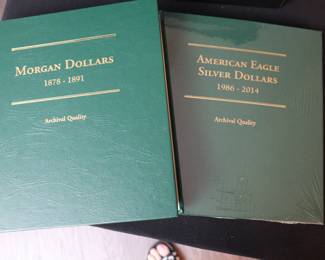 MORGAN DOLLARS
1878 - 1891
Archival Quality
AMERICAN EAGLE
SILVER DOLLARS
1986 - 2014
Archival Quality